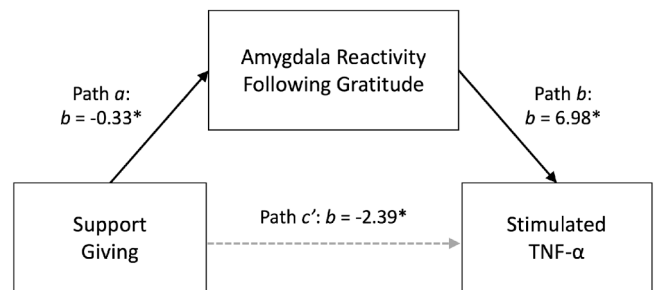 Amygdala Reactivity
Following Gratitude
Path a:
b = -0.33*
Path b:
b = 6.98*
Support
Giving
Path c’: b = -2.39*
Stimulated
TNF-α